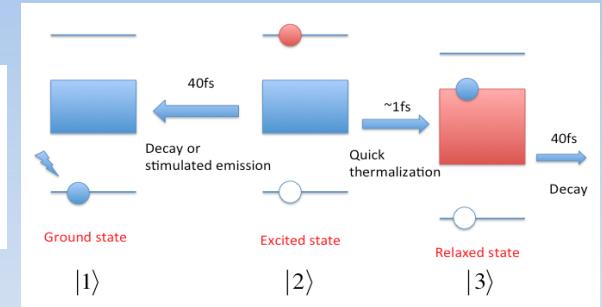 40fs
Decay or
stimulated emission
~1fs
Quick
thermalization
40fs
Decay
Ground state
Excited state
Relaxed state
|1⟩
|2⟩
|3⟩